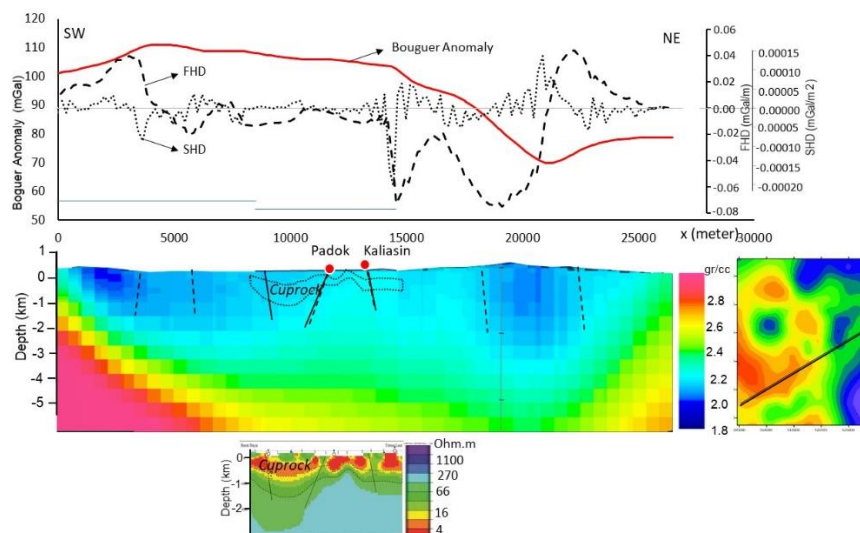 SW
NE
Bouguer Anomaly
FHD
SHD
Boguer Anomaly (mGal)
120
110
100
90
80
70
60
50
0.06
0.04
0.02
0.00
-0.02
-0.04
-0.06
-0.08
FHD (mGal/m)
0.00015
0.00010
0.00005
0.00000
0.00005
0.00010
-0.00015
-0.00020
SHD (mGal/m 2)
0 5000 10000 15000 20000 25000 30000
x (meter)
Padok Kaliasin
Cuprock
Depth (km)
1
0
-1
-2
-3
-4
-5
gr/cc
2.8
2.6
2.4
2.2
2.0
1.8
Cuprock
Depth (km)
0
-1
-2
Ohm.m
1100
270
66
16
4